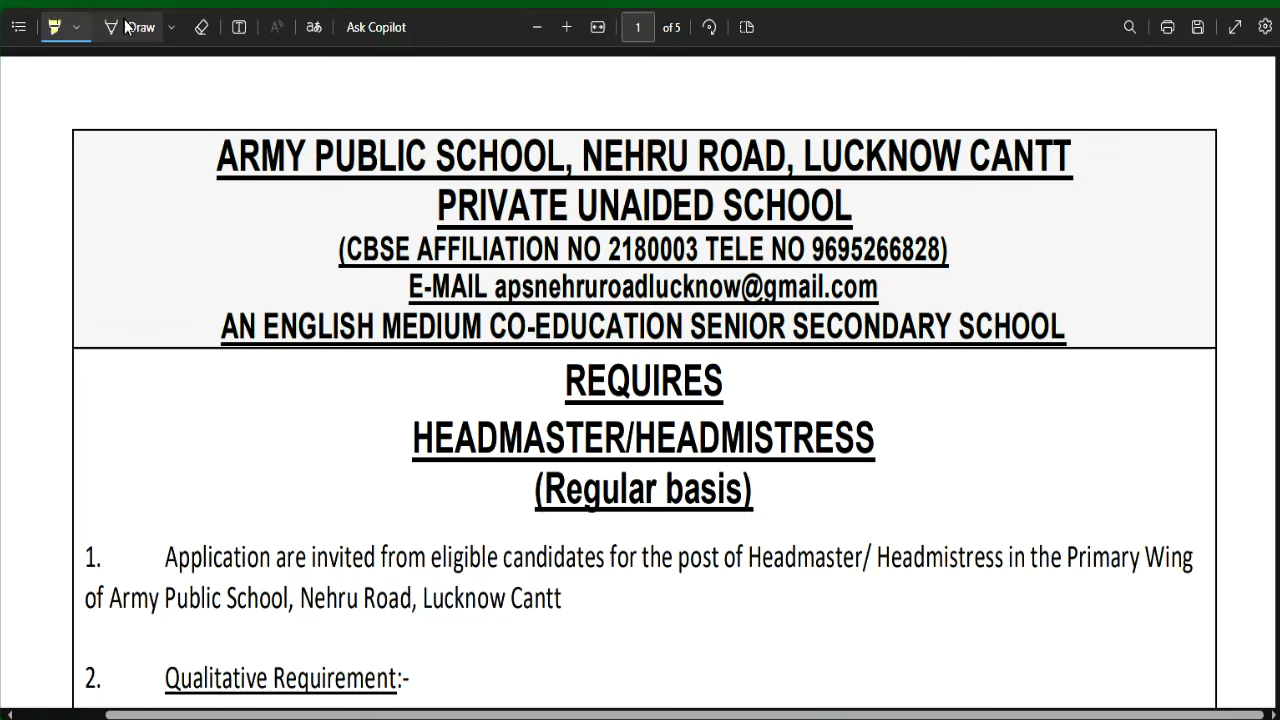 Draw
Ask Copilot
1 of 5
ARMY PUBLIC SCHOOL, NEHRU ROAD, LUCKNOW CANTT
PRIVATE UNAIDED SCHOOL
(CBSE AFFILIATION NO 2180003 TELE NO 9695266828)
E-MAIL apsnehruroadlucknow@gmail.com
AN ENGLISH MEDIUM CO-EDUCATION SENIOR SECONDARY SCHOOL
REQUIRES
HEADMASTER/HEADMISTRESS
(Regular basis)
1. Application are invited from eligible candidates for the post of Headmaster/ Headmistress in the Primary Wing
of Army Public School, Nehru Road, Lucknow Cantt
2. Qualitative Requirement:-